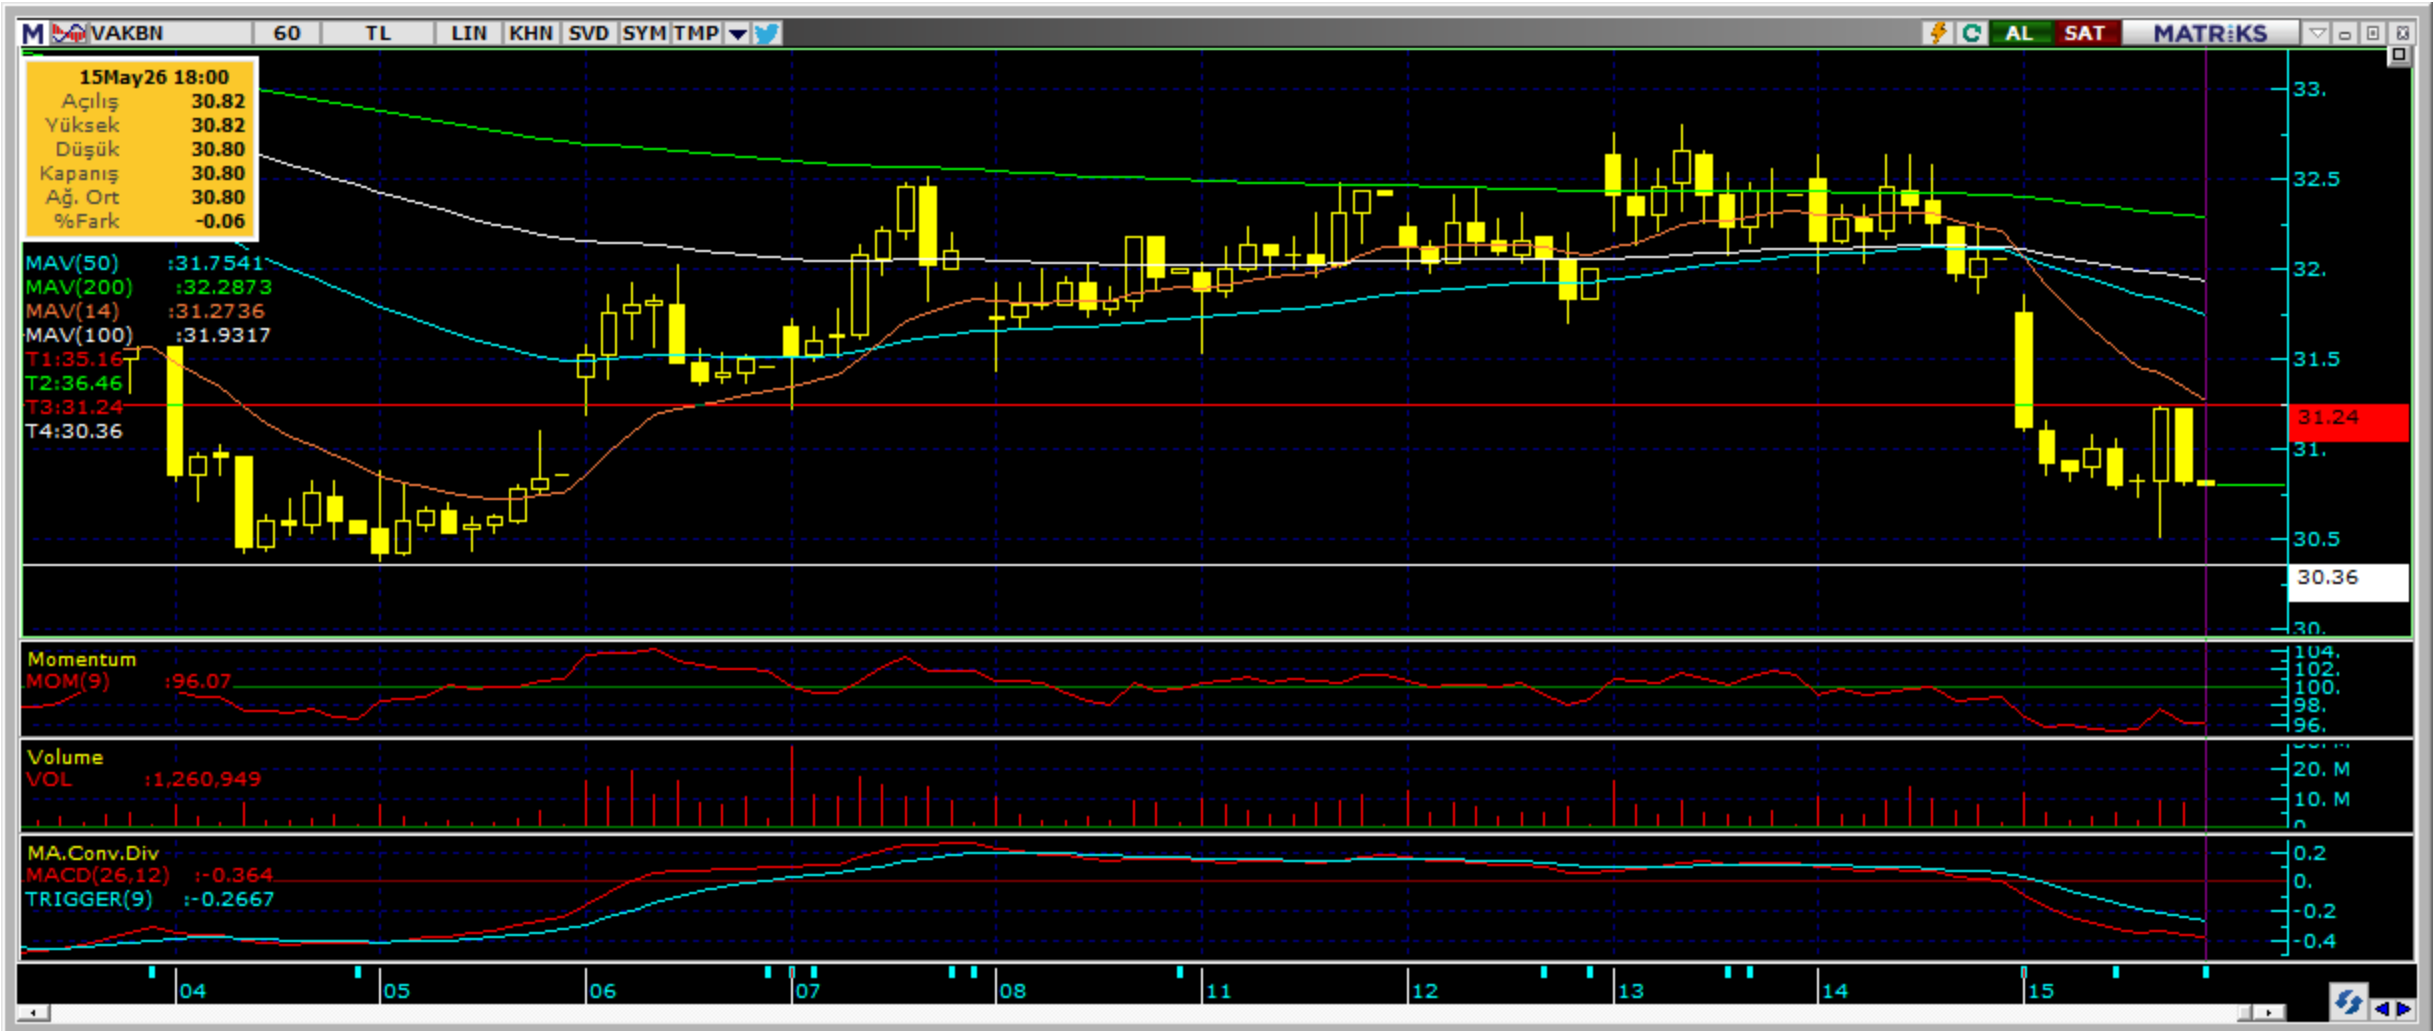 M VAKBN 60 TL LIN KHN SVD SYM TMP AL SAT MATRiKS
15May26 18:00
Açılış 30.82
Yüksek 30.82
Düşük 30.80
Kapanış 30.80
Ağ. Ort 30.80
%Fark -0.06
MAV(50) :31.7541
MAV(200) :32.2873
MAV(14) :31.2736
MAV(100) :31.9317
T1:35.16
T2:36.46
T3:31.24
T4:30.36
33.
32.5
32.
31.5
31.24
31.
30.5
30.36
30.
Momentum
MOM(9) :96.07
104.
102.
100.
98.
96.
Volume
VOL :1,260,949
20. M
10. M
0
MA.Conv.Div
MACD(26,12) :-0.364
TRIGGER(9) :-0.2667
0.2
0.
-0.2
-0.4
04 05 06 07 08 11 12 13 14 15